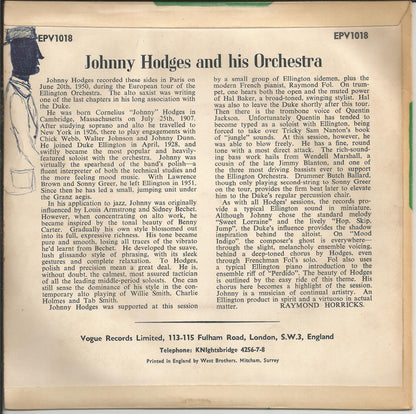 EPV1018
EPV1018
Johnny Hodges and his Orchestra
Johnny Hodges recorded these sides in Paris on
June 20th, 1950, during the European tour of the
Ellington Orchestra. The alto saxist was writing
one of the last chapters in his long association with
the Duke.
He was born Cornelius "Johnny" Hodges in
Cambridge, Massachusetts on July 25th, 1907.
After studying soprano and alto he travelled to
New York in 1926, there to play engagements with
Chick Webb, Walter Johnson and Johnny Dunn.
He joined Duke Ellington in April, 1928, and
swiftly became the most popular and heavily-
featured soloist with the orchestra. Johnny was
virtually the spearhead of the band's polish—a
fluent interpreter of both the technical studies and
the more feeling mood music. With Lawrence
Brown and Sonny Greer, he left Ellington in 1951.
Since then he has led a small, jumping unit under
the Granz aegis.
In his application to jazz, Johnny was originally
influenced by Louis Armstrong and Sidney Bechet.
However, when concentrating on alto work, he
became inspired by the tonal beauty of Benny
Carter. Gradually his own style blossomed out
into its full, expressive richness. His tone became
pure and smooth, losing all traces of the vibrato
he'd learnt from Bechet. He developed the suave,
lush glissando style of phrasing, with its sleek
gestures and complete relaxation. To Hodges,
polish and precision mean a great deal. He is,
without doubt, the calmest, most assured tactician
of all the leading middle-period soloists. One can
still sense the dominance of his style in the con-
temporary alto playing of Willie Smith, Charlie
Holmes and Tab Smith.
Johnny Hodges was supported at this session
by a small group of Ellington sidemen, plus the
modern French pianist, Raymond Fol. On trum-
pet, one hears both the open and the muted power
of Hal Baker, a broad-toned, swinging stylist. Hal
was also to leave the Duke shortly after this tour.
Then there is the trombone voice of Quentin
Jackson. Unfortunately Quentin has tended to
become typed as a soloist with Ellington, being
forced to take over Tricky Sam Nanton's book
of "jungle" sounds. At this session, however, he
was able to blow freely. He has a fine, round
tone with a most direct attack. The rich-sound-
ing bass work hails from Wendell Marshall, a
cousin of the late Jimmy Blanton, and one of the
three most driving bassists ever to support the
Ellington Orchestra. Drummer Butch Ballard,
though only playing second-string to Sonny Greer
on the tour, provides the firm beat later to elevate
him to the Duke's regular percussion chair.
As with all Hodges' sessions, the records pro-
vide a typical Ellington sound in miniature.
Although Johnny chose the standard melody
"Sweet Lorraine" and the lively "Hop, Skip,
Jump", the Duke's influence provides the shadow
inspiration behind the altoist. On "Mood
Indigo", the composer's ghost is everywhere—
through the slight, melancholy ensemble voicing,
behind a deep-toned chorus by Hodges, even
through Frenchman Fol's solo. Fol also uses
a typical Ellington piano introduction to the
ensemble riff of "Perdido". The beauty of Hodges
is outlined by the easy ride of this theme. His
chorus here becomes a highlight of the session.
Johnny is a musician of continual artistry. An
Ellington product in spirit and a virtuoso in actual
matter. RAYMOND HORRICKS.
Vogue Records Limited, 113-115 Fulham Road, London, S.W.3, England
Telephone: KNIghtsbridge 4256-7-8
Printed in England by West Brothers, Mitcham, Surrey